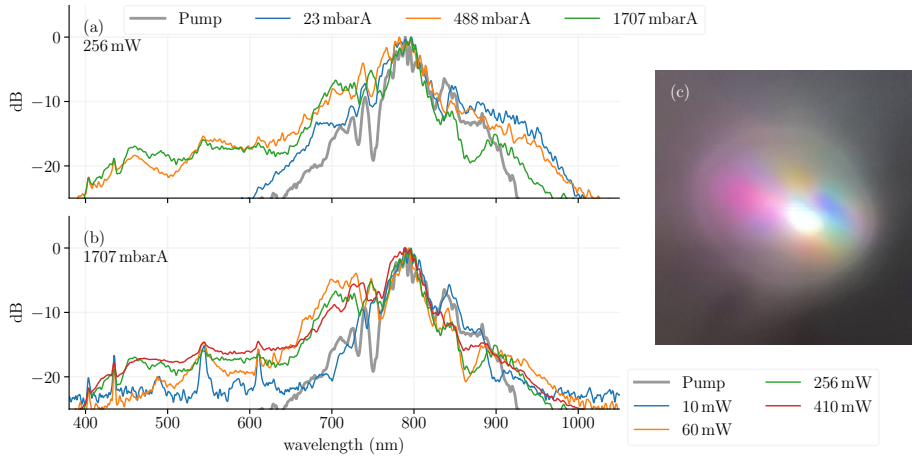 Pump 23 mbarA 488 mbarA 1707 mbarA
(a)
256 mW
0
−10
−20
dB
(b)
1707 mbarA
0
−10
−20
dB
400 500 600 700 800 900 1000
wavelength (nm)
(c)
Pump 256 mW
10 mW 410 mW
60 mW